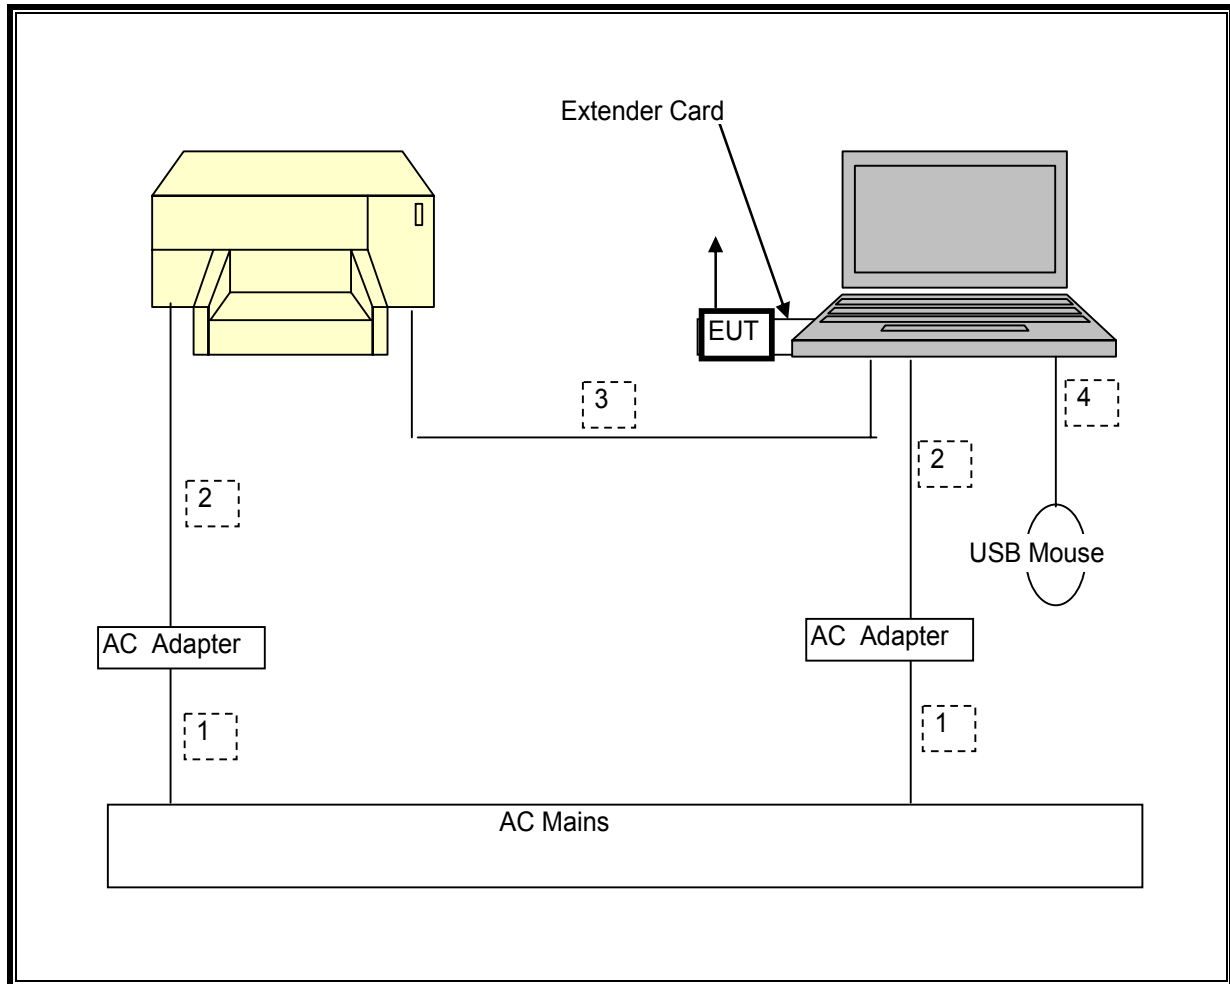 Extender Card
EUT
3
4
2
2
USB Mouse
AC Adapter
AC Adapter
1
1
AC Mains